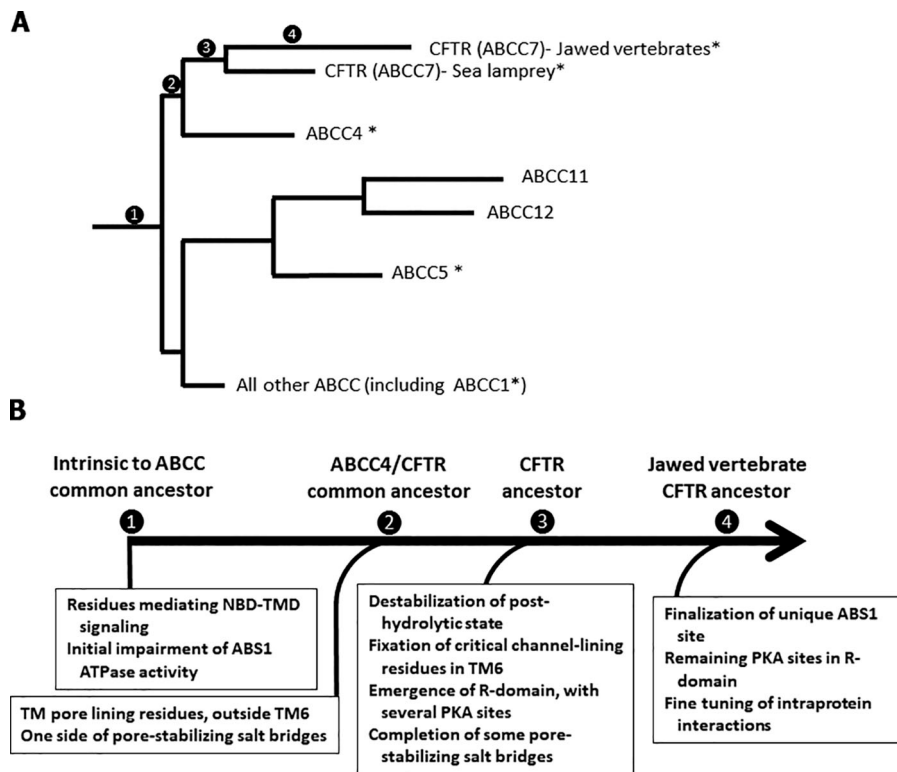 A
3
4
CFTR (ABCC7)- Jawed vertebrates*
CFTR (ABCC7)- Sea lamprey*
2
ABCC4 *
ABCC11
ABCC12
1
ABCC5 *
All other ABCC (including ABCC1*)
B
Intrinsic to ABCC
common ancestor
1
ABCC4/CFTR
common ancestor
2
CFTR
ancestor
3
Jawed vertebrate
CFTR ancestor
4
Residues mediating NBD-TMD
signaling
Initial impairment of ABS1
ATPase activity
TM pore lining residues, outside TM6
One side of pore-stabilizing salt bridges
Destabilization of post-
hydrolytic state
Fixation of critical channel-lining
residues in TM6
Emergence of R-domain, with
several PKA sites
Completion of some pore-
stabilizing salt bridges
Finalization of unique ABS1
site
Remaining PKA sites in R-
domain
Fine tuning of intraprotein
interactions